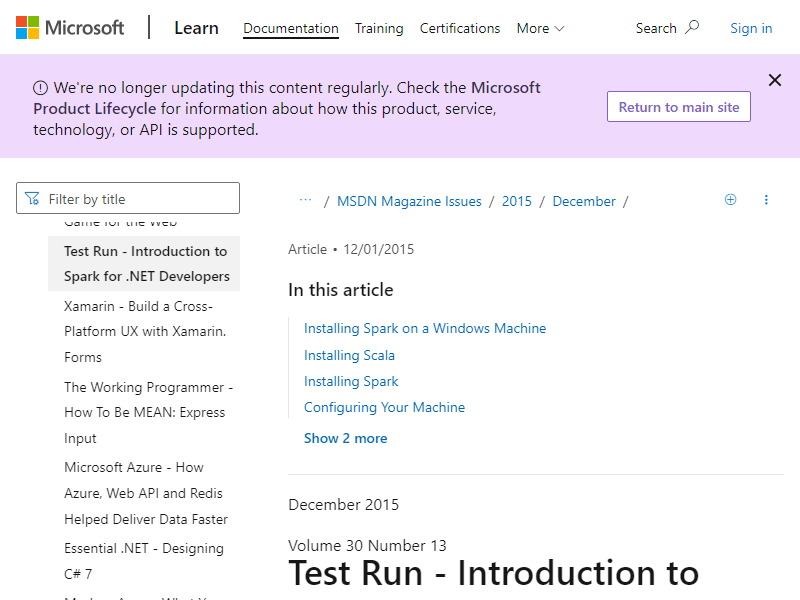 Microsoft
Learn
Documentation
Training
Certifications
More
Search
Sign in
We're no longer updating this content regularly. Check the Microsoft
Product Lifecycle for information about how this product, service,
technology, or API is supported.
Return to main site
Filter by title
Game for the Web
Test Run - Introduction to
Spark for .NET Developers
Xamarin - Build a Cross-
Platform UX with Xamarin.
Forms
The Working Programmer -
How To Be MEAN: Express
Input
Microsoft Azure - How
Azure, Web API and Redis
Helped Deliver Data Faster
Essential .NET - Designing
C# 7
… / MSDN Magazine Issues / 2015 / December /
Article • 12/01/2015
In this article
Installing Spark on a Windows Machine
Installing Scala
Installing Spark
Configuring Your Machine
Show 2 more
December 2015
Volume 30 Number 13
Test Run - Introduction to